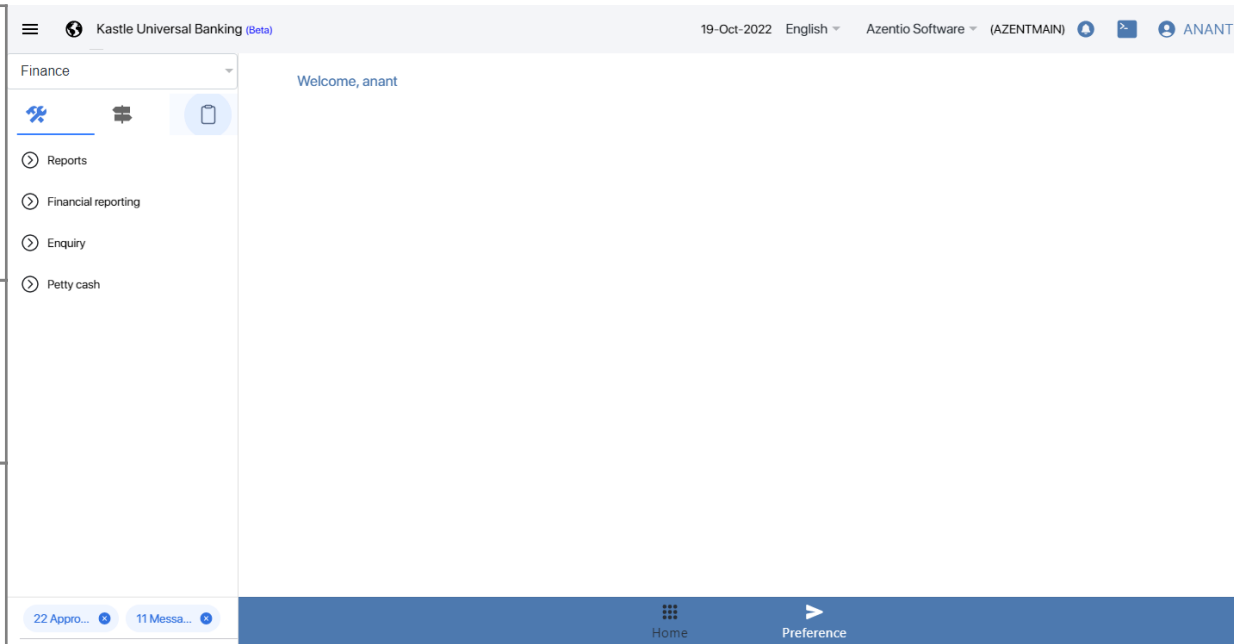 Kastle Universal Banking (Beta)
19-Oct-2022 English Azentio Software (AZENTMAIN) ANANT
Finance
Welcome, anant
Reports
Financial reporting
Enquiry
Petty cash
22 Appro... 11 Messa...
Home Preference